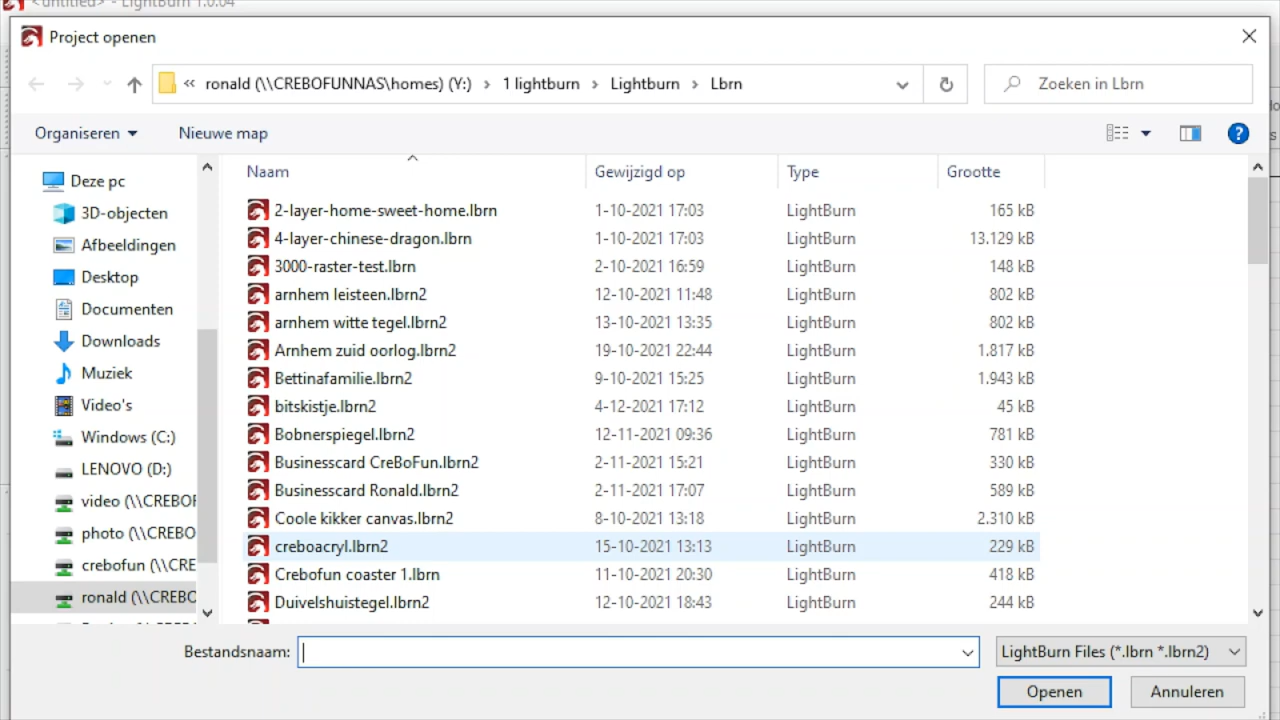 <untitled> - LightBurn 1.0.04
Project openen
« ronald (\\CREBOFUNNAS\homes) (Y:) › 1 lightburn › Lightburn › Lbrn
Zoeken in Lbrn
Organiseren
Nieuwe map
?
Deze pc
3D-objecten
Afbeeldingen
Desktop
Documenten
Downloads
Muziek
Video's
Windows (C:)
LENOVO (D:)
video (\\CREBOF
photo (\\CREBO
crebofun (\\CRE
ronald (\\CREBC
Naam Gewijzigd op Type Grootte
2-layer-home-sweet-home.lbrn 1-10-2021 17:03 LightBurn 165 kB
4-layer-chinese-dragon.lbrn 1-10-2021 17:03 LightBurn 13.129 kB
3000-raster-test.lbrn 2-10-2021 16:59 LightBurn 148 kB
arnhem leisteen.lbrn2 12-10-2021 11:48 LightBurn 802 kB
arnhem witte tegel.lbrn2 13-10-2021 13:35 LightBurn 802 kB
Arnhem zuid oorlog.lbrn2 19-10-2021 22:44 LightBurn 1.817 kB
Bettinafamilie.lbrn2 9-10-2021 15:25 LightBurn 1.943 kB
bitskistje.lbrn2 4-12-2021 17:12 LightBurn 45 kB
Bobnerspiegel.lbrn2 12-11-2021 09:36 LightBurn 781 kB
Businesscard CreBoFun.lbrn2 2-11-2021 15:21 LightBurn 330 kB
Businesscard Ronald.lbrn2 2-11-2021 17:07 LightBurn 589 kB
Coole kikker canvas.lbrn2 8-10-2021 13:18 LightBurn 2.310 kB
creboacryl.lbrn2 15-10-2021 13:13 LightBurn 229 kB
Crebofun coaster 1.lbrn 11-10-2021 20:30 LightBurn 418 kB
Duivelshuistegel.lbrn2 12-10-2021 18:43 LightBurn 244 kB
Bestandsnaam:
LightBurn Files (*.lbrn *.lbrn2)
Openen
Annuleren